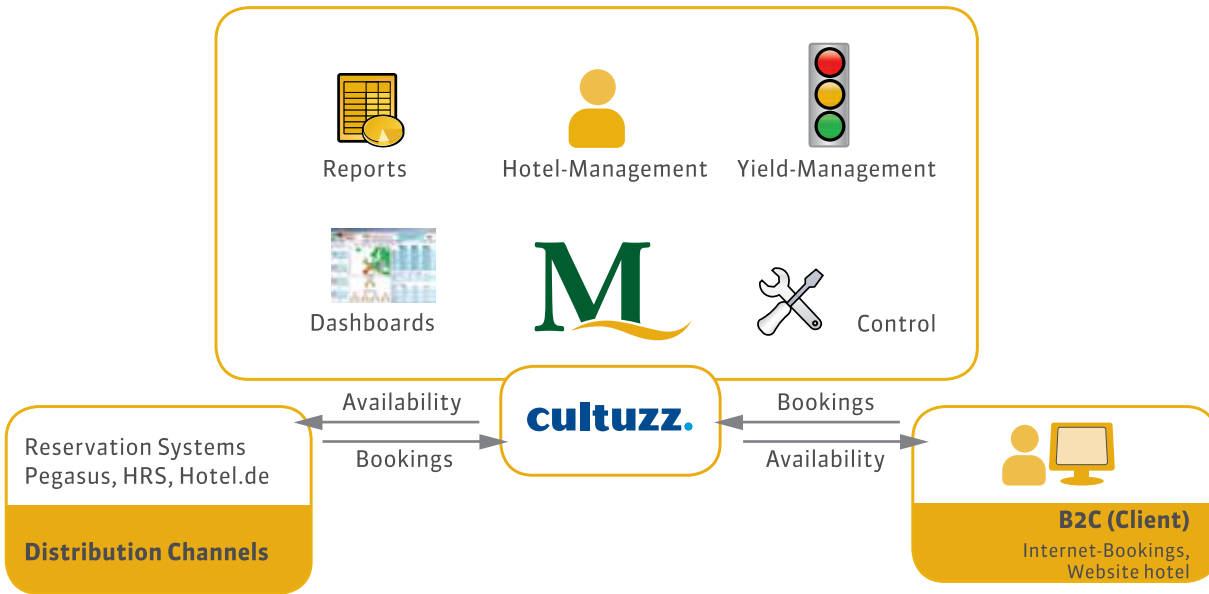 Reports
Hotel-Management
Yield-Management
Dashboards
M
Control
Availability
cultuzz.
Bookings
Reservation Systems
Pegasus, HRS, Hotel.de
Bookings
Availability
Distribution Channels
B2C (Client)
Internet-Bookings,
Website hotel